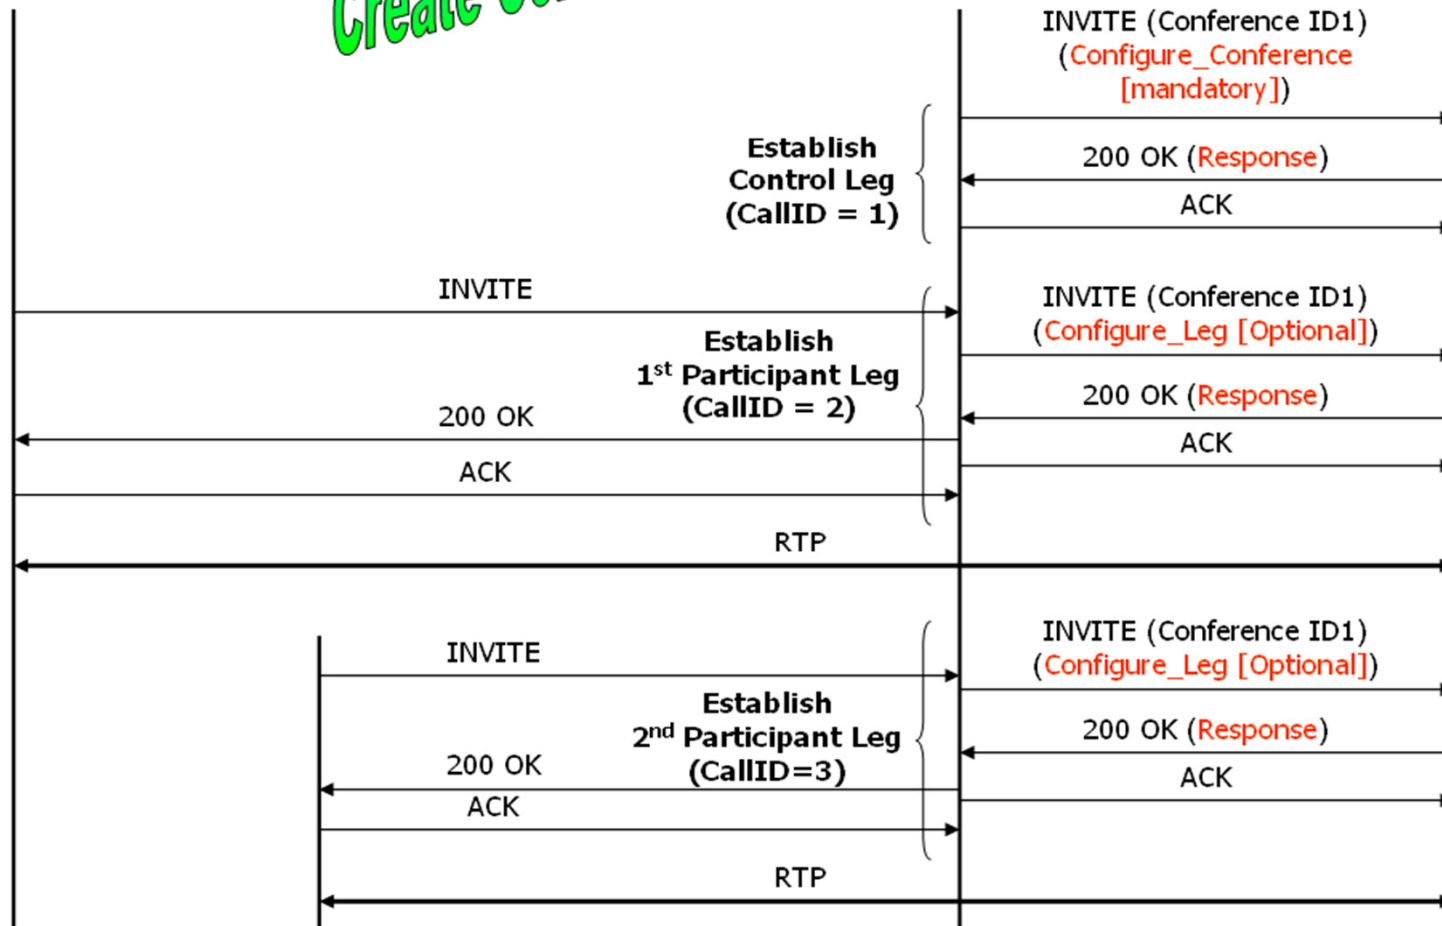 Create
INVITE (Conference ID1)
(Configure_Conference
[mandatory])
Establish
Control Leg
(CallID = 1)
200 OK (Response)
ACK
INVITE
INVITE (Conference ID1)
(Configure_Leg [Optional])
Establish
1st Participant Leg
(CallID = 2)
200 OK (Response)
200 OK
ACK
ACK
RTP
INVITE
INVITE (Conference ID1)
(Configure_Leg [Optional])
Establish
2nd Participant Leg
(CallID=3)
200 OK (Response)
200 OK
ACK
ACK
RTP